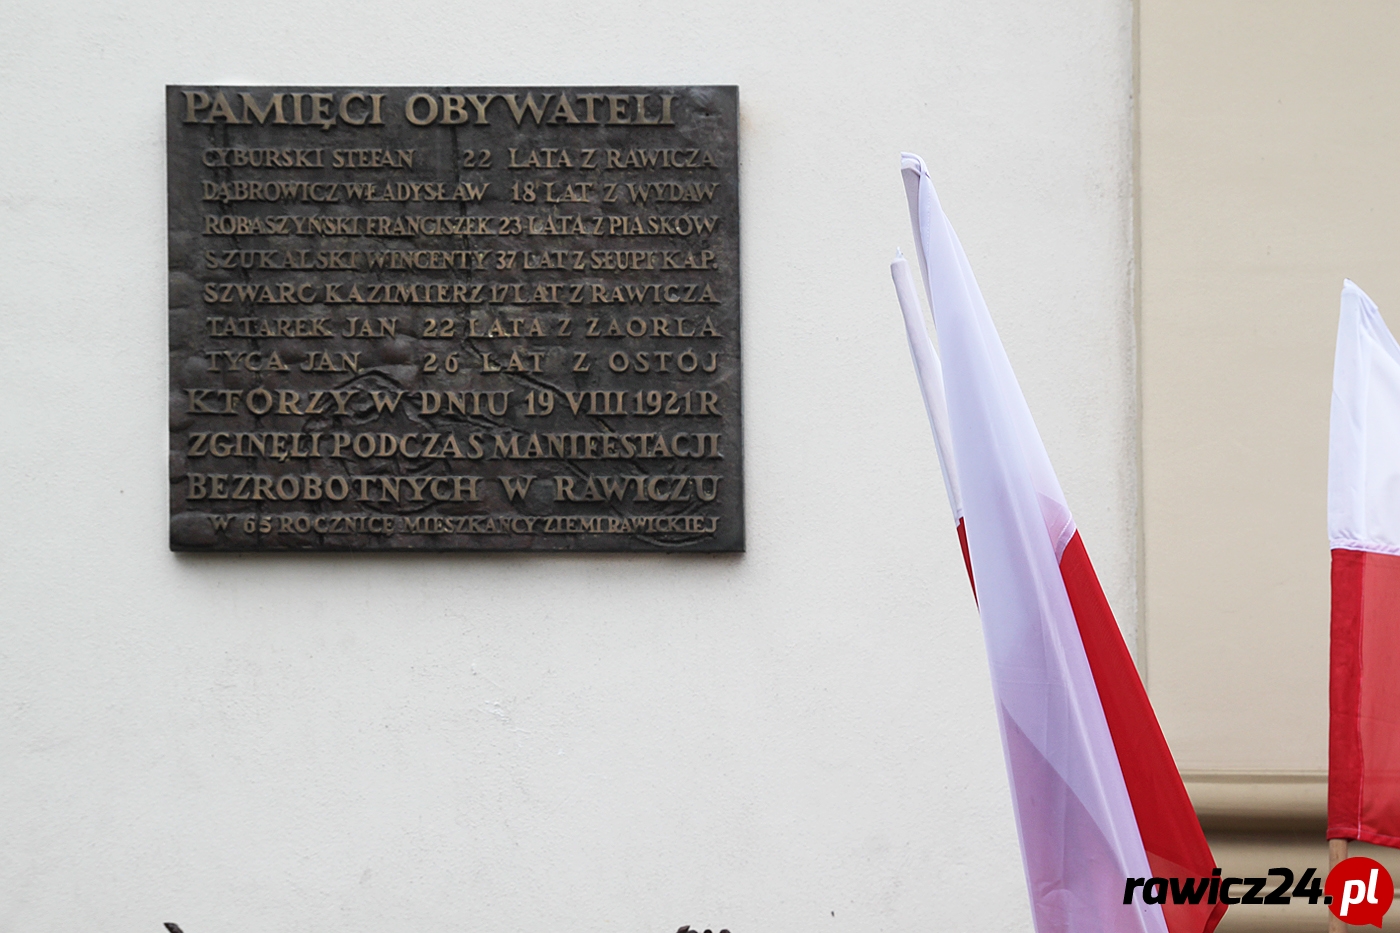 PAMIĘCI OBYWATELI
CYBURSKI STEFAN 22 LATA Z RAWICZA
DĄBROWICZ WŁADYSŁAW 18 LAT Z WYDAW
ROBASZYŃSKI FRANCISZEK 23 LATA Z PIASKÓW
SZUKALSKI WINCENTY 37 LAT Z SŁUPI KAP.
SZWARC KAZIMIERZ 17 LAT Z RAWICZA
TATAREK JAN 22 LATA Z ZAORLA
TYCA JAN 26 LAT Z OSTÓJ
KTÓRZY W DNIU 19 VIII 1921 R
ZGINĘLI PODCZAS MANIFESTACJI
BEZROBOTNYCH W RAWICZU
W 65 ROCZNICĘ MIESZKAŃCY ZIEMI RAWICKIEJ
rawicz24.pl